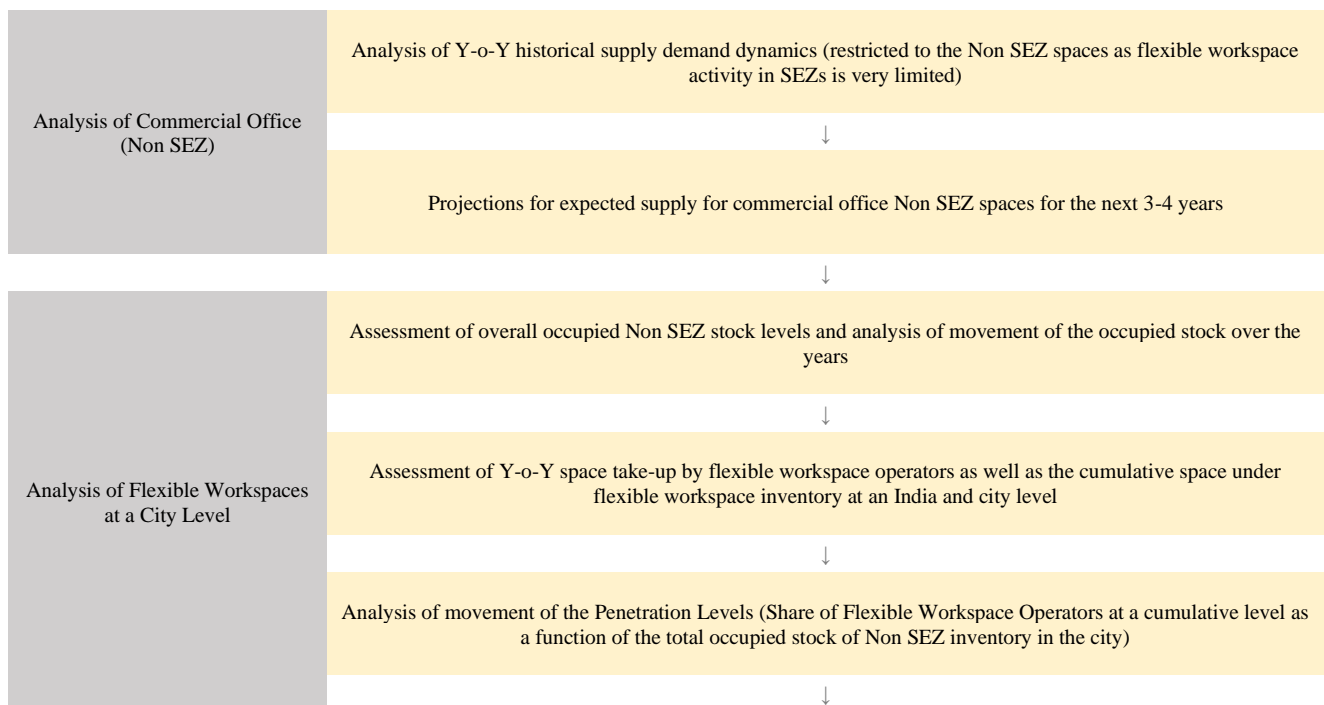 Analysis of Commercial Office
(Non SEZ)
Analysis of Y-o-Y historical supply demand dynamics (restricted to the Non SEZ spaces as flexible workspace
activity in SEZs is very limited)
↓
Projections for expected supply for commercial office Non SEZ spaces for the next 3-4 years
↓
Analysis of Flexible Workspaces
at a City Level
Assessment of overall occupied Non SEZ stock levels and analysis of movement of the occupied stock over the
years
↓
Assessment of Y-o-Y space take-up by flexible workspace operators as well as the cumulative space under
flexible workspace inventory at an India and city level
↓
Analysis of movement of the Penetration Levels (Share of Flexible Workspace Operators at a cumulative level as
a function of the total occupied stock of Non SEZ inventory in the city)
↓